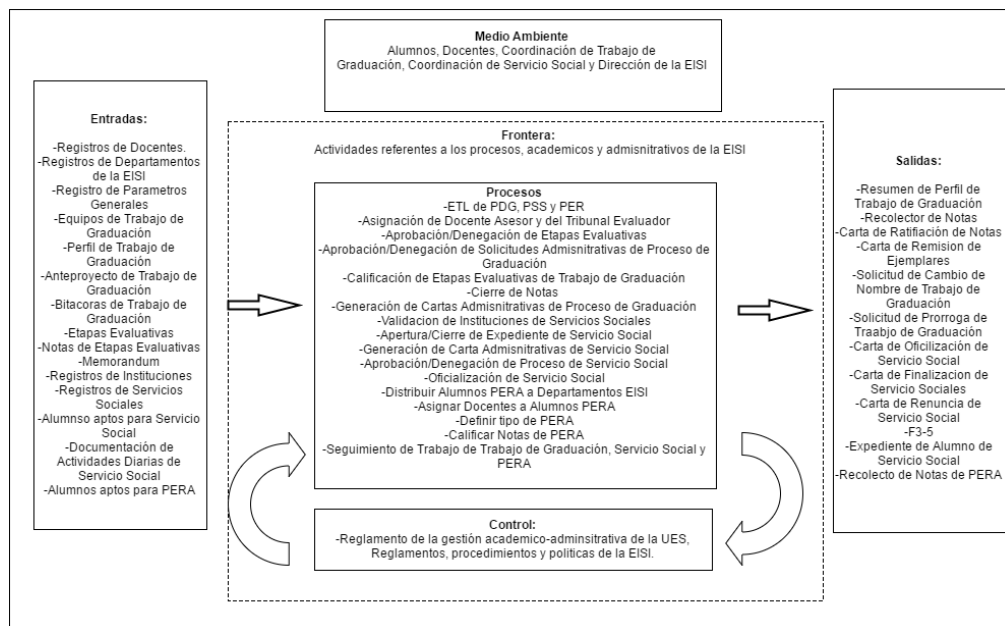 Medio Ambiente
Alumnos, Docentes, Coordinación de Trabajo de
Graduación, Coordinación de Servicio Social y Dirección de la EISI
Entradas:
-Registros de Docentes.
-Registros de Departamentos
de la EISI
-Registro de Parametros
Generales
-Equipos de Trabajo de
Graduación
-Perfil de Trabajo de
Graduación
-Anteproyecto de Trabajo de
Graduación
-Bitacoras de Trabajo de
Graduación
-Etapas Evaluativas
-Notas de Etapas Evaluativas
-Memorandum
-Registros de Instituciones
-Registros de Servicios
Sociales
-Alumnso aptos para Servicio
Social
-Documentación de
Actividades Diarias de
Servicio Social
-Alumnos aptos para PERA
Frontera:
Actividades referentes a los procesos, academicos y admisnitrativos de la EISI
Procesos
-ETL de PDG, PSS y PER
-Asignación de Docente Asesor y del Tribunal Evaluador
-Aprobación/Denegación de Etapas Evaluativas
-Aprobación/Denegación de Solicitudes Admisnitrativas de Proceso de
Graduación
-Calificación de Etapas Evaluativas de Trabajo de Graduación
-Cierre de Notas
-Generación de Cartas Admisnitrativas de Proceso de Graduación
-Validacion de Instituciones de Servicios Sociales
-Apertura/Cierre de Expediente de Servicio Social
-Generación de Carta Admisnitrativas de Servicio Social
-Aprobación/Denegación de Proceso de Servicio Social
-Oficialización de Servicio Social
-Distribuir Alumnos PERA a Departamentos EISI
-Asignar Docentes a Alumnos PERA
-Definir tipo de PERA
-Calificar Notas de PERA
-Seguimiento de Trabajo de Trabajo de Graduación, Servicio Social y
PERA
Control:
-Reglamento de la gestión academico-adminsitrativa de la UES,
Reglamentos, procedimientos y politicas de la EISI.
Salidas:
-Resumen de Perfil de
Trabajo de Graduación
-Recolector de Notas
-Carta de Ratifiación de Notas
-Carta de Remision de
Ejemplares
-Solicitud de Cambio de
Nombre de Trabajo de
Graduación
-Solicitud de Prorroga de
Traabjo de Graduación
-Carta de Oficilización de
Servicio Social
-Carta de Finalizacion de
Servicio Sociales
-Carta de Renuncia de
Servicio Social
-F3-5
-Expediente de Alumno de
Servicio Social
-Recolecto de Notas de PERA